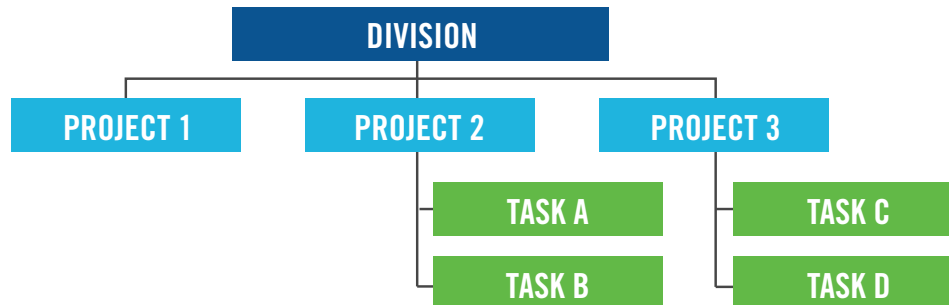 DIVISION
PROJECT 1
PROJECT 2
PROJECT 3
TASK A
TASK C
TASK B
TASK D